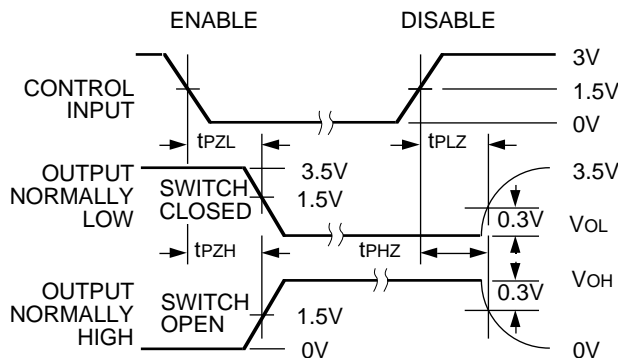 ENABLE DISABLE
3V
CONTROL
INPUT
1.5V
0V
tPZL tPLZ
OUTPUT
NORMALLY
LOW
SWITCH
CLOSED
3.5V
1.5V
3.5V
0.3V
VOL
tPZH tPHZ
VOH
0.3V
OUTPUT
NORMALLY
HIGH
SWITCH
OPEN
1.5V
0V
0V